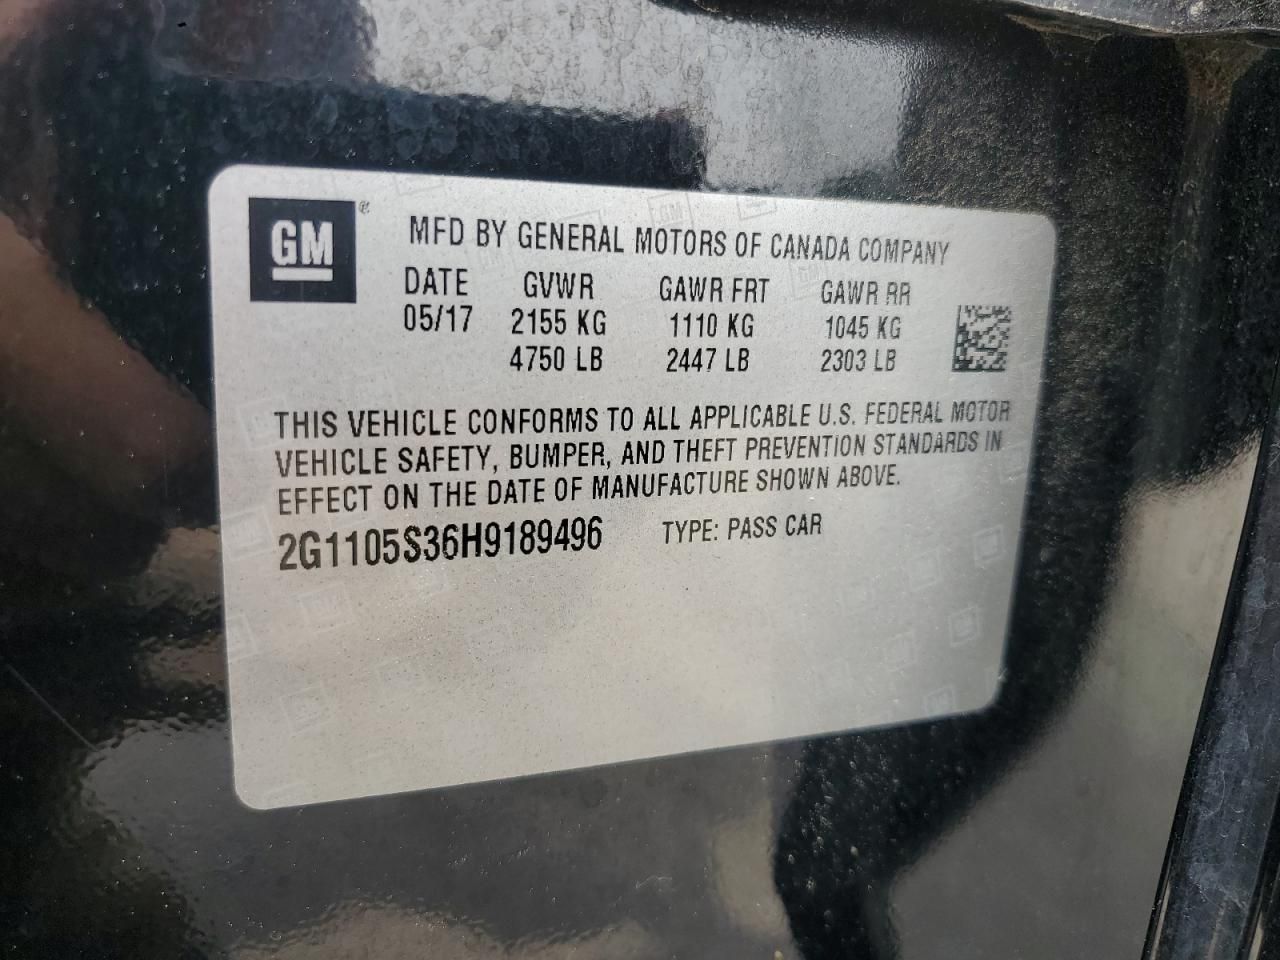 GM ®
MFD BY GENERAL MOTORS OF CANADA COMPANY
DATE GVWR GAWR FRT GAWR RR
05/17 2155 KG 1110 KG 1045 KG
4750 LB 2447 LB 2303 LB
THIS VEHICLE CONFORMS TO ALL APPLICABLE U.S. FEDERAL MOTOR
VEHICLE SAFETY, BUMPER, AND THEFT PREVENTION STANDARDS IN
EFFECT ON THE DATE OF MANUFACTURE SHOWN ABOVE.
2G1105S36H9189496 TYPE: PASS CAR